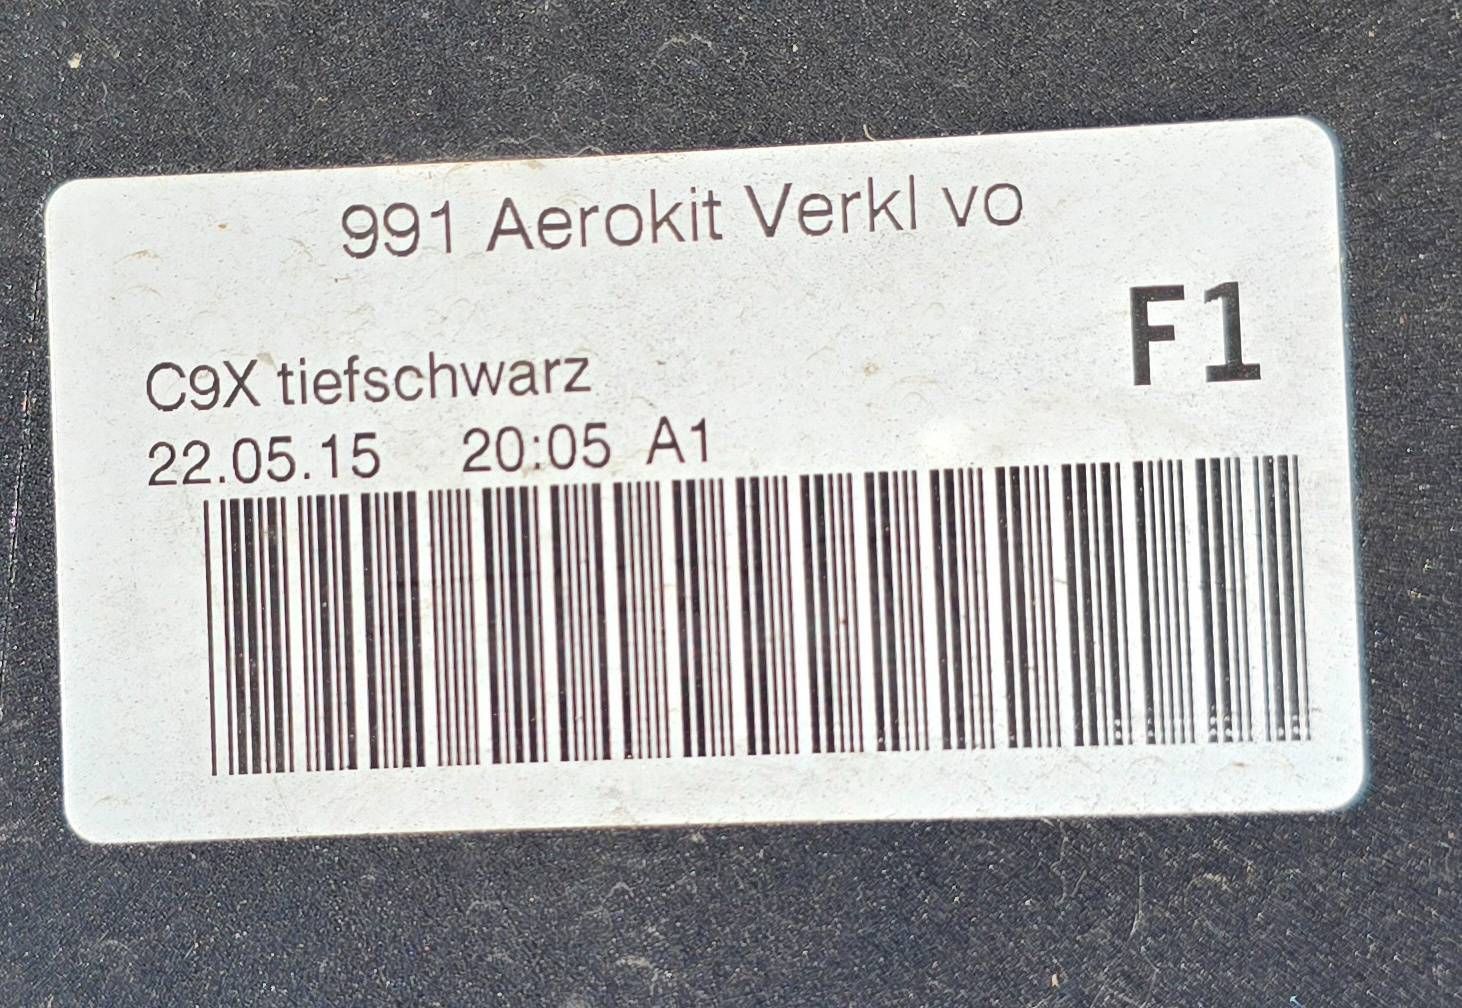 991 Aerokit Verkl vo
F1
C9X tiefschwarz
22.05.15 20:05 A1